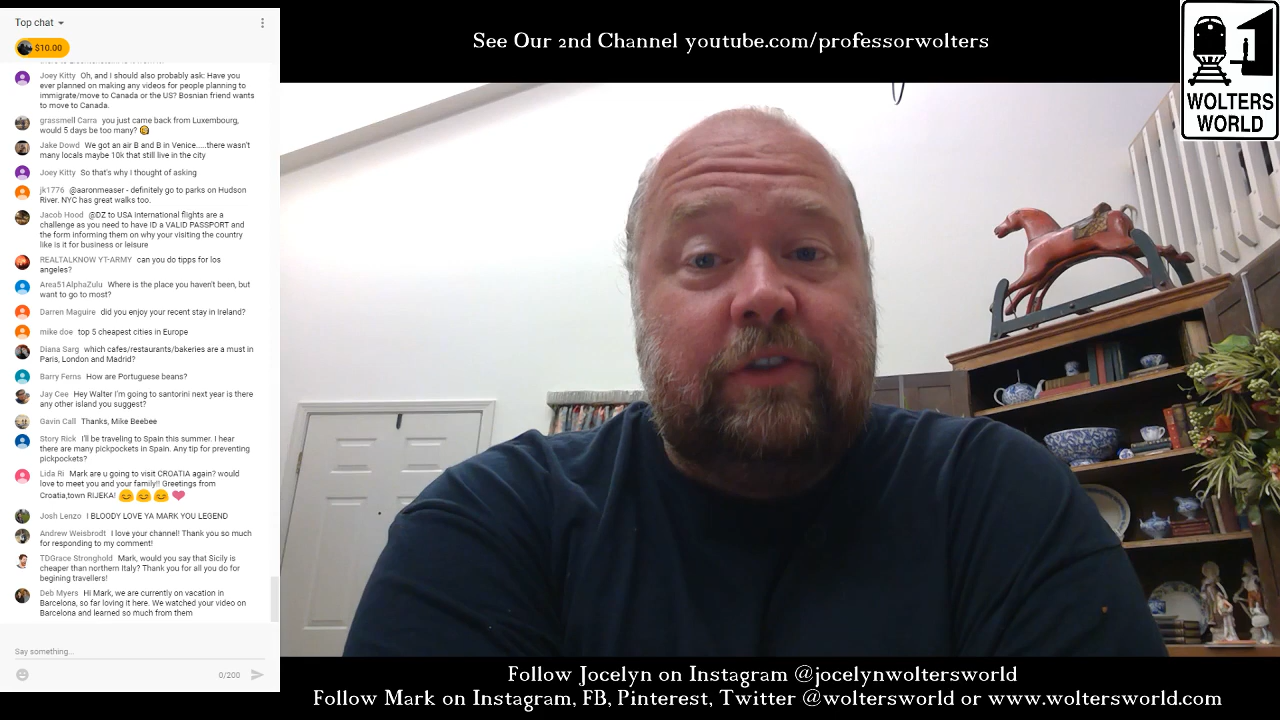 Top chat
$10.00
Joey Kitty Oh, and I should also probably ask: Have you
ever planned on making any videos for people planning to
immigrate/move to Canada or the US? Bosnian friend wants
to move to Canada.
grassmell Carra you just came back from Luxembourg,
would 5 days be too many?
Jake Dowd We got an air B and B in Venice.....there wasn't
many locals maybe 10k that still live in the city
Joey Kitty So that's why I thought of asking
jk1776 @aaronmeaser - definitely go to parks on Hudson
River. NYC has great walks too.
Jacob Hood @DZ to USA international flights are a
challenge as you need to have ID a VALID PASSPORT and
the form informing them on why your visiting the country
like is it for business or leisure
REALTALKNOW YT-ARMY can you do tipps for los
angeles?
Area51AlphaZulu Where is the place you haven't been, but
want to go to most?
Darren Maguire did you enjoy your recent stay in Ireland?
mike doe top 5 cheapest cities in Europe
Diana Sarg which cafes/restaurants/bakeries are a must in
Paris, London and Madrid?
Barry Ferns How are Portuguese beans?
Jay Cee Hey Walter I'm going to santorini next year is there
any other island you suggest?
Gavin Call Thanks, Mike Beebee
Story Rick I'll be traveling to Spain this summer. I hear
there are many pickpockets in Spain. Any tip for preventing
pickpockets?
Lida Ri Mark are u going to visit CROATIA again? would
love to meet you and your family!! Greetings from
Croatia,town RIJEKA! 😊😊😊❤
Josh Lenzo I BLOODY LOVE YA MARK YOU LEGEND
Andrew Weisbrodt I love your channel! Thank you so much
for responding to my comment!
TDGrace Stronghold Mark, would you say that Sicily is
cheaper than northern Italy? Thank you for all you do for
begining travellers!
Deb Myers Hi Mark, we are currently on vacation in
Barcelona, so far loving it here. We watched your video on
Barcelona and learned so much from them
Say something...
0/200
See Our 2nd Channel youtube.com/professorwolters
WOLTERS
WORLD
Follow Jocelyn on Instagram @jocelynwoltersworld
Follow Mark on Instagram, FB, Pinterest, Twitter @woltersworld or www.woltersworld.com